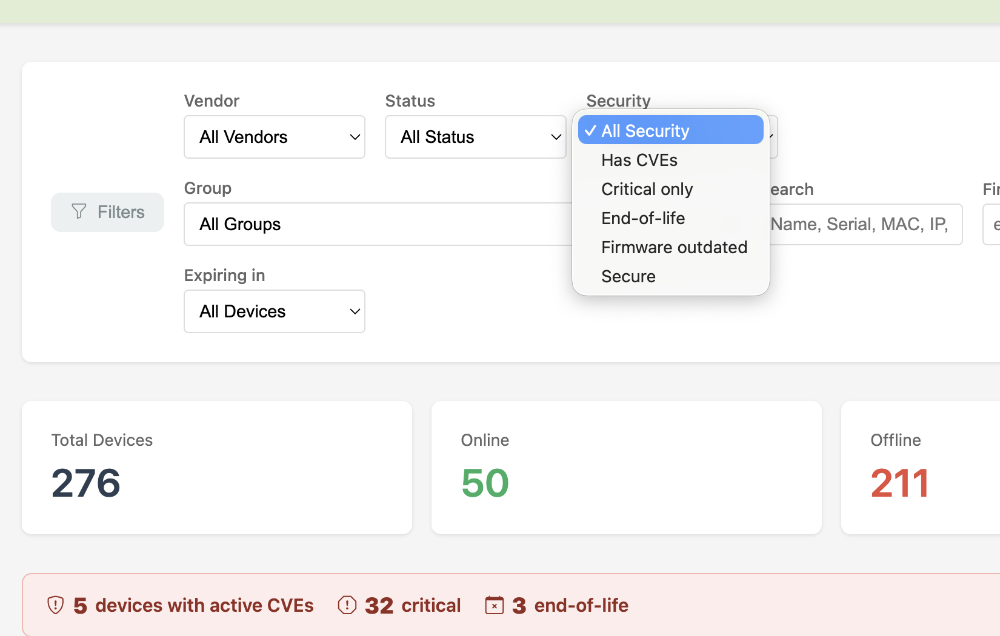 Vendor
All Vendors
Status
All Status
Security
✓ All Security
Has CVEs
Critical only
End-of-life
Firmware outdated
Secure
Filters
Group
All Groups
earch
Name, Serial, MAC, IP,
Expiring in
All Devices
Total Devices
276
Online
50
Offline
211
5 devices with active CVEs
32 critical
3 end-of-life